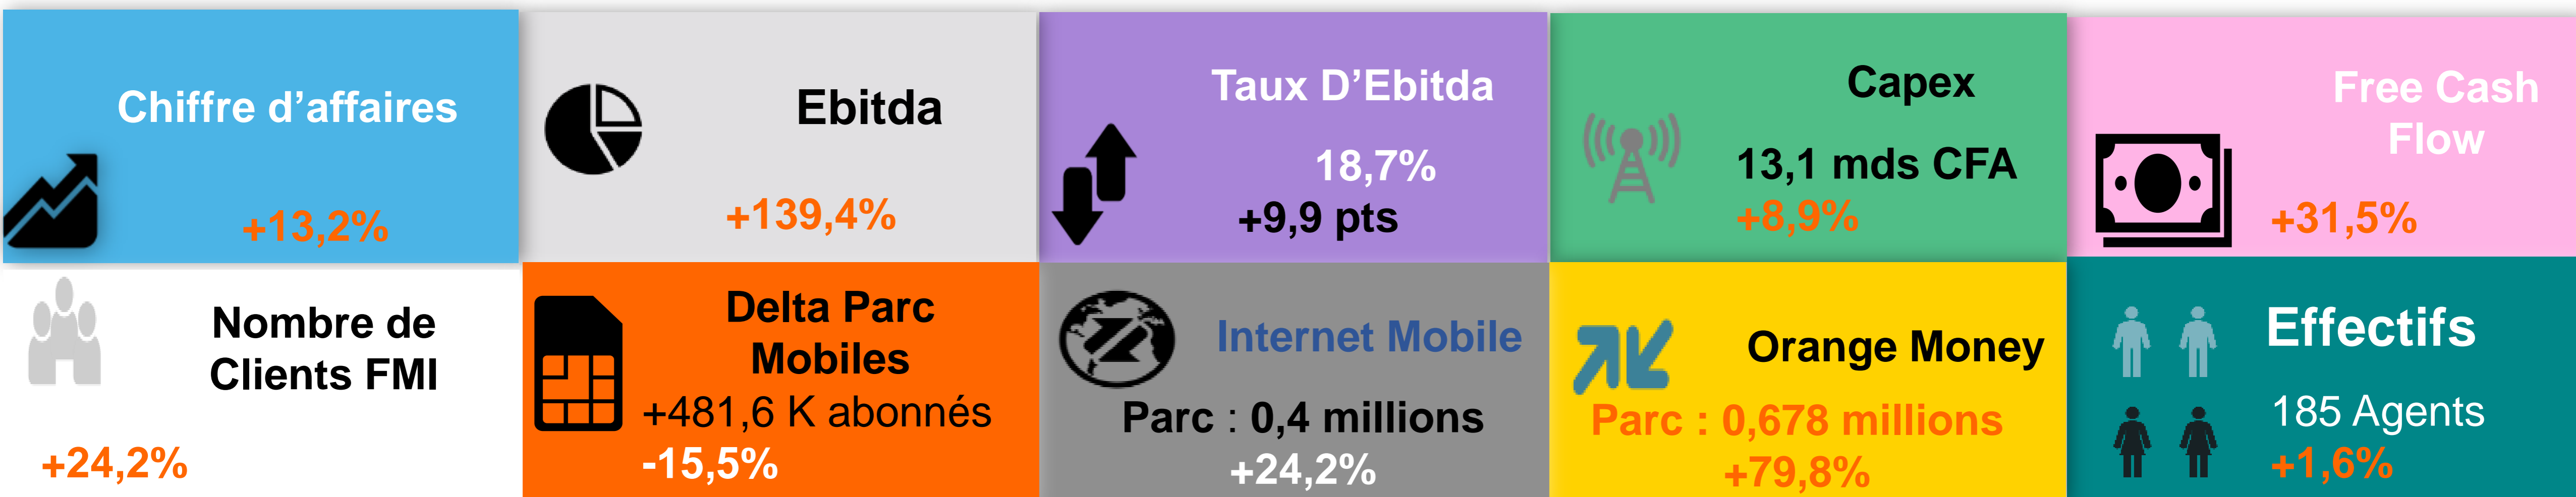 Chiffre d'affaires
+13,2%
Ebitda
+139,4%
Taux D'Ebitda
18,7%
+9,9 pts
Capex
13,1 mds CFA
+8,9%
Free Cash
Flow
+31,5%
Nombre de
Clients FMI
+24,2%
Delta Parc
Mobiles
+481,6 K abonnés
-15,5%
Internet Mobile
Parc : 0,4 millions
+24,2%
Orange Money
Parc : 0,678 millions
+79,8%
Effectifs
185 Agents
+1,6%